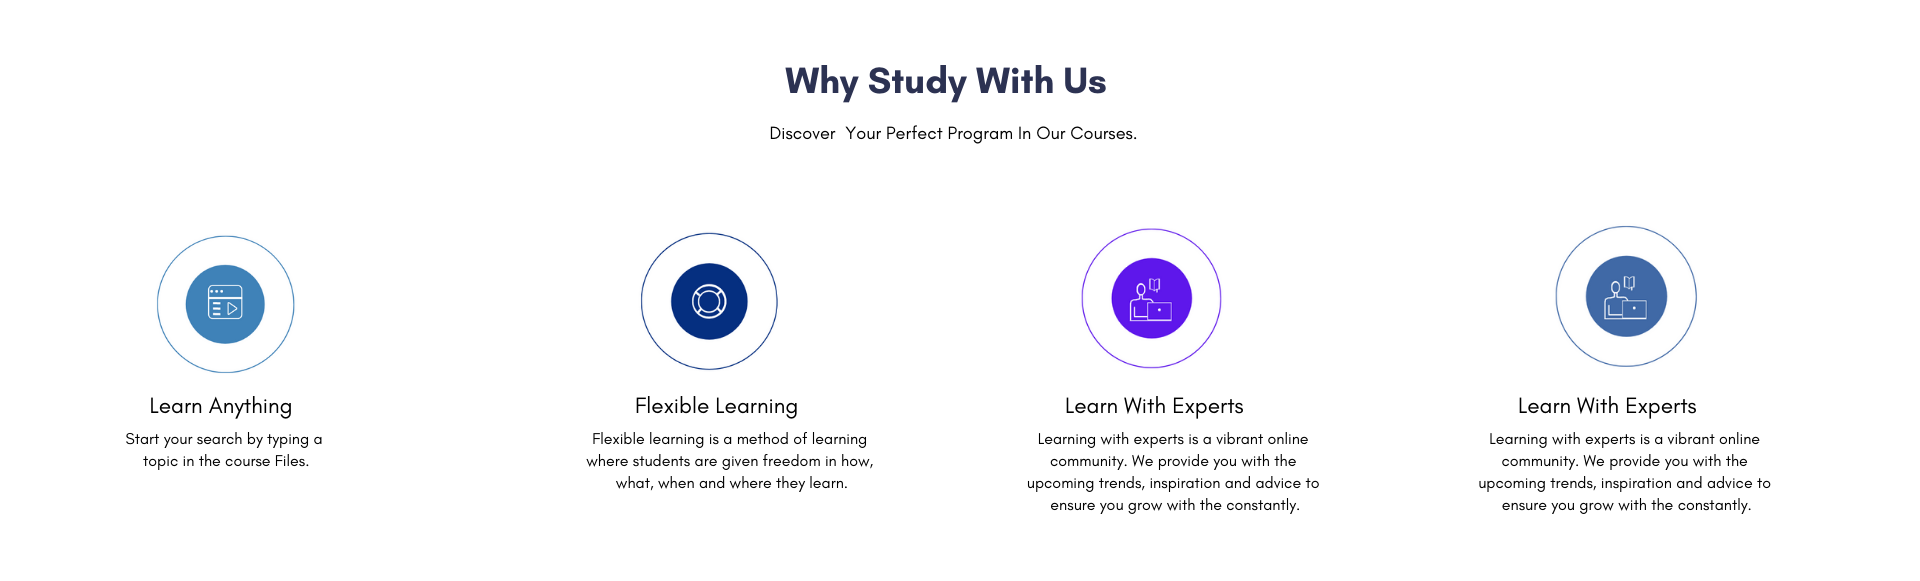 Why Study With Us
Discover  Your Perfect Program In Our Courses.
Learn Anything
Start your search by typing a
topic in the course Files.
Flexible Learning
Flexible learning is a method of learning
where students are given freedom in how,
what, when and where they learn.
Learn With Experts
Learning with experts is a vibrant online
community. We provide you with the
upcoming trends, inspiration and advice to
ensure you grow with the constantly.
Learn With Experts
Learning with experts is a vibrant online
community. We provide you with the
upcoming trends, inspiration and advice to
ensure you grow with the constantly.